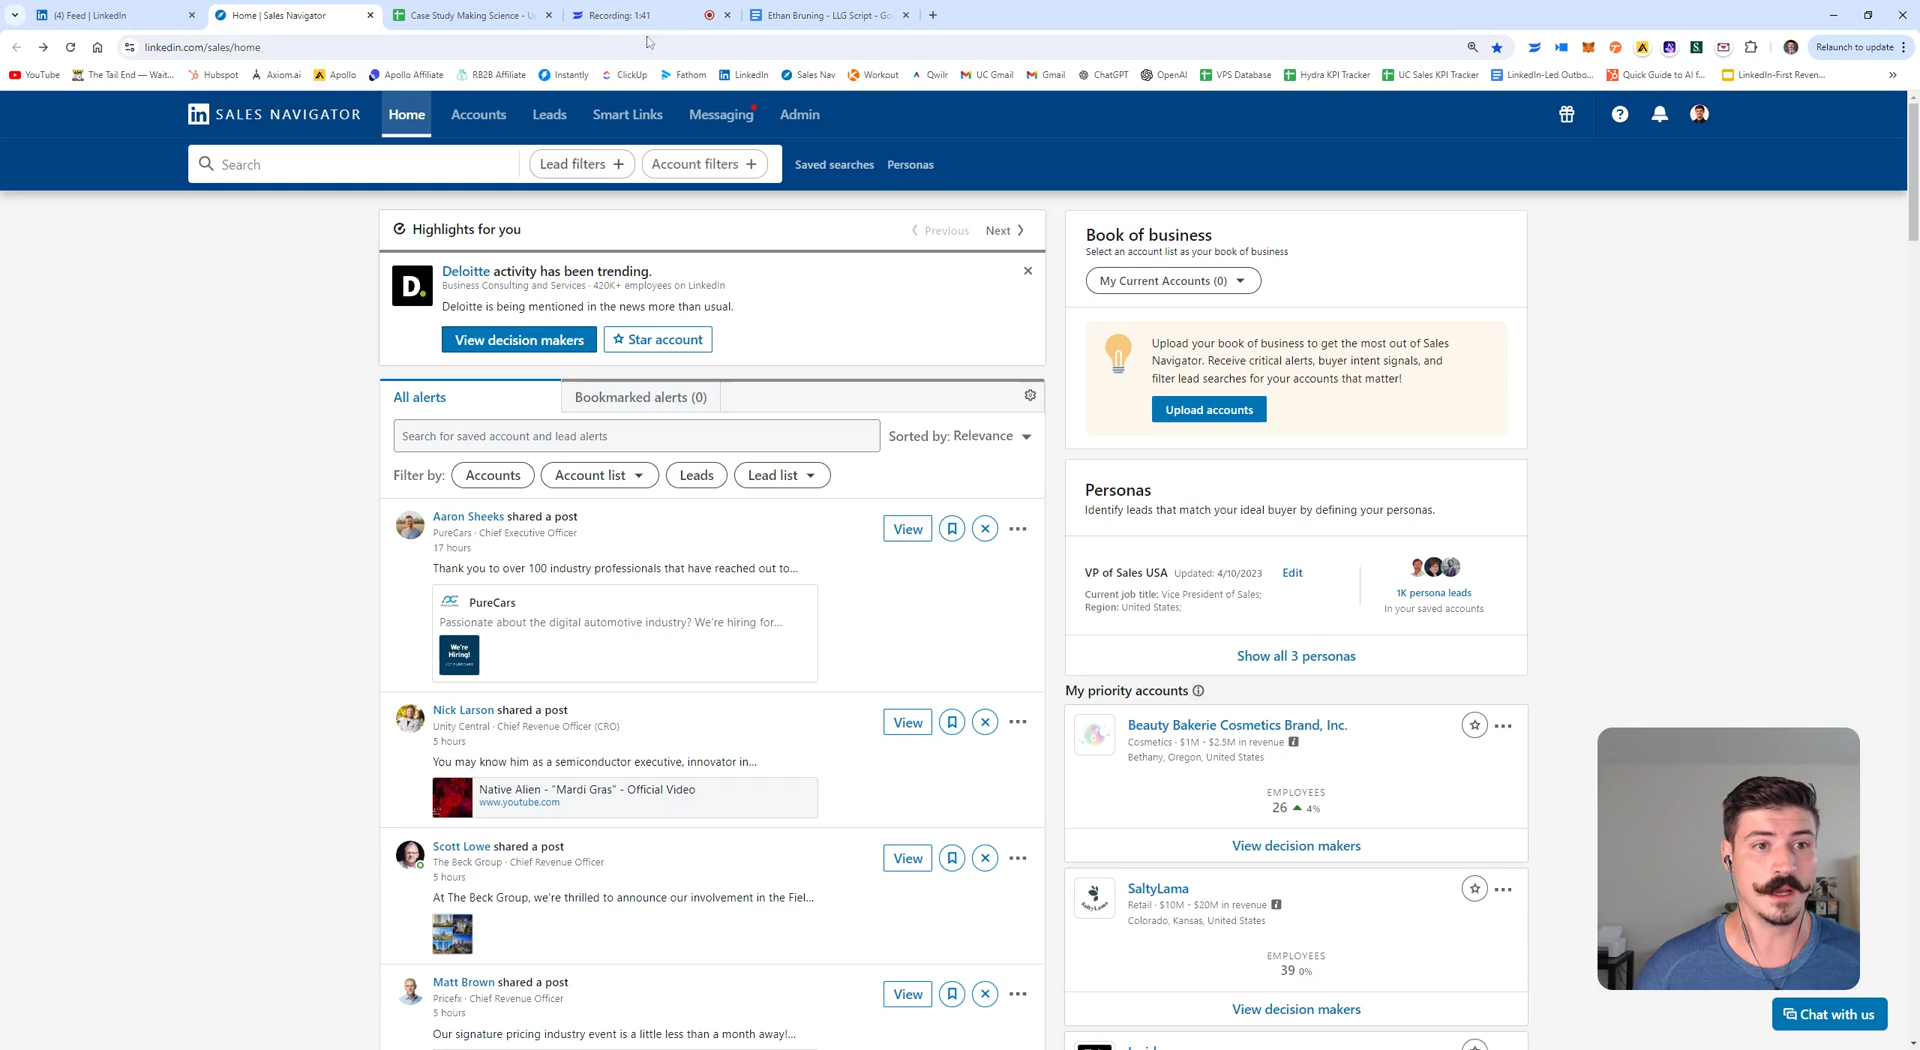 (4) Feed | LinkedIn
Home | Sales Navigator
Case Study Making Science - U
Recording: 1:41
Ethan Bruning - LLG Script - Go
linkedin.com/sales/home
Relaunch to update
YouTube
The Tail End — Wait...
Hubspot
Axiom.ai
Apollo
Apollo Affiliate
RB2B Affiliate
Instantly
ClickUp
Fathom
LinkedIn
Sales Nav
Workout
Qwilr
UC Gmail
Gmail
ChatGPT
OpenAI
VPS Database
Hydra KPI Tracker
UC Sales KPI Tracker
LinkedIn-Led Outbo...
Quick Guide to AI f...
LinkedIn-First Reven...
in SALES NAVIGATOR
Home
Accounts
Leads
Smart Links
Messaging
Admin
Search
Lead filters +
Account filters +
Saved searches
Personas
Highlights for you
Previous
Next
D.
Deloitte activity has been trending.
Business Consulting and Services · 420K+ employees on LinkedIn
Deloitte is being mentioned in the news more than usual.
View decision makers
Star account
All alerts
Bookmarked alerts (0)
Search for saved account and lead alerts
Sorted by: Relevance
Filter by:
Accounts
Account list
Leads
Lead list
Aaron Sheeks shared a post
PureCars · Chief Executive Officer
17 hours
Thank you to over 100 industry professionals that have reached out to...
View
PureCars
Passionate about the digital automotive industry? We're hiring for...
We're
Hiring!
Nick Larson shared a post
Unity Central · Chief Revenue Officer (CRO)
5 hours
You may know him as a semiconductor executive, innovator in...
View
Native Alien - "Mardi Gras" - Official Video
www.youtube.com
Scott Lowe shared a post
The Beck Group · Chief Revenue Officer
5 hours
At The Beck Group, we're thrilled to announce our involvement in the Fiel...
View
Matt Brown shared a post
Pricefx · Chief Revenue Officer
5 hours
Our signature pricing industry event is a little less than a month away!...
View
Book of business
Select an account list as your book of business
My Current Accounts (0)
Upload your book of business to get the most out of Sales
Navigator. Receive critical alerts, buyer intent signals, and
filter lead searches for your accounts that matter!
Upload accounts
Personas
Identify leads that match your ideal buyer by defining your personas.
VP of Sales USA Updated: 4/10/2023 Edit
Current job title: Vice President of Sales;
Region: United States;
1K persona leads
In your saved accounts
Show all 3 personas
My priority accounts
Beauty Bakerie Cosmetics Brand, Inc.
Cosmetics · $1M - $2.5M in revenue
Bethany, Oregon, United States
EMPLOYEES
26 4%
View decision makers
SaltyLama
Retail · $10M - $20M in revenue
Colorado, Kansas, United States
EMPLOYEES
39 0%
View decision makers
Chat with us